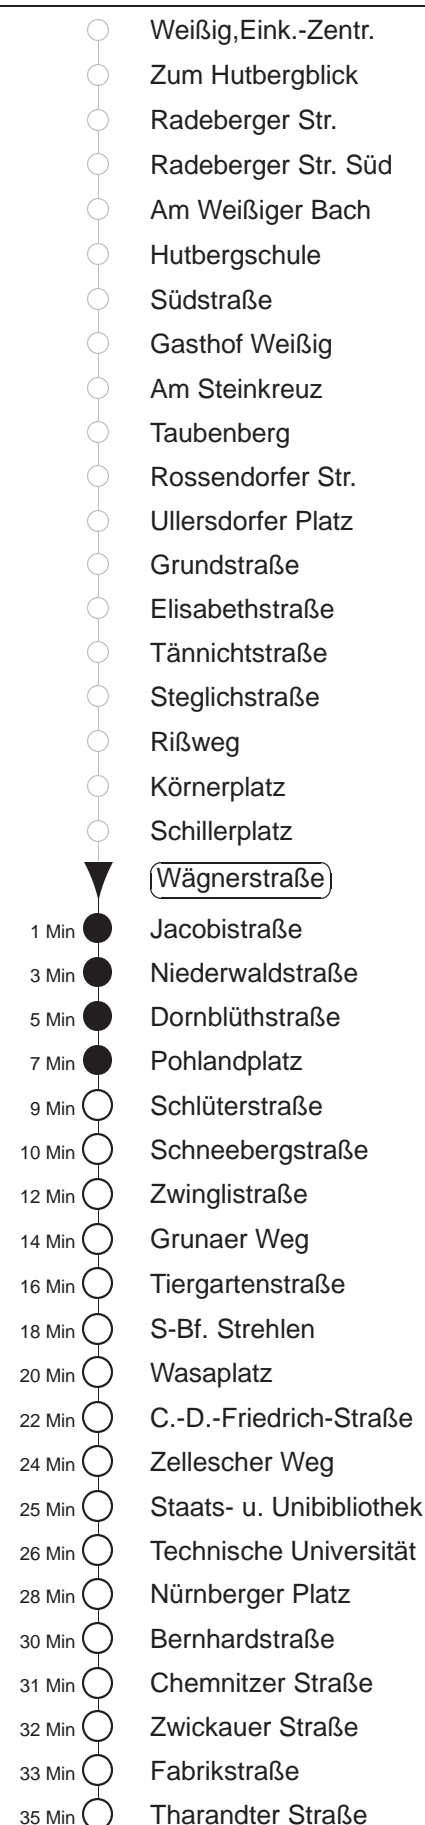 Weißig,Eink.-Zentr.
Zum Hutbergblick
Radeberger Str.
Radeberger Str. Süd
Am Weißiger Bach
Hutbergschule
Südstraße
Gasthof Weißig
Am Steinkreuz
Taubenberg
Rossendorfer Str.
Ullersdorfer Platz
Grundstraße
Elisabethstraße
Tännichtstraße
Steglichstraße
Rißweg
Körnerplatz
Schillerplatz
Wägnerstraße
1 Min Jacobistraße
3 Min Niederwaldstraße
5 Min Dornblüthstraße
7 Min Pohlandplatz
9 Min Schlüterstraße
10 Min Schneebergstraße
12 Min Zwinglistraße
14 Min Grunaer Weg
16 Min Tiergartenstraße
18 Min S-Bf. Strehlen
20 Min Wasaplatz
22 Min C.-D.-Friedrich-Straße
24 Min Zellescher Weg
25 Min Staats- u. Unibibliothek
26 Min Technische Universität
28 Min Nürnberger Platz
30 Min Bernhardstraße
31 Min Chemnitzer Straße
32 Min Zwickauer Straße
33 Min Fabrikstraße
35 Min Tharandter Straße